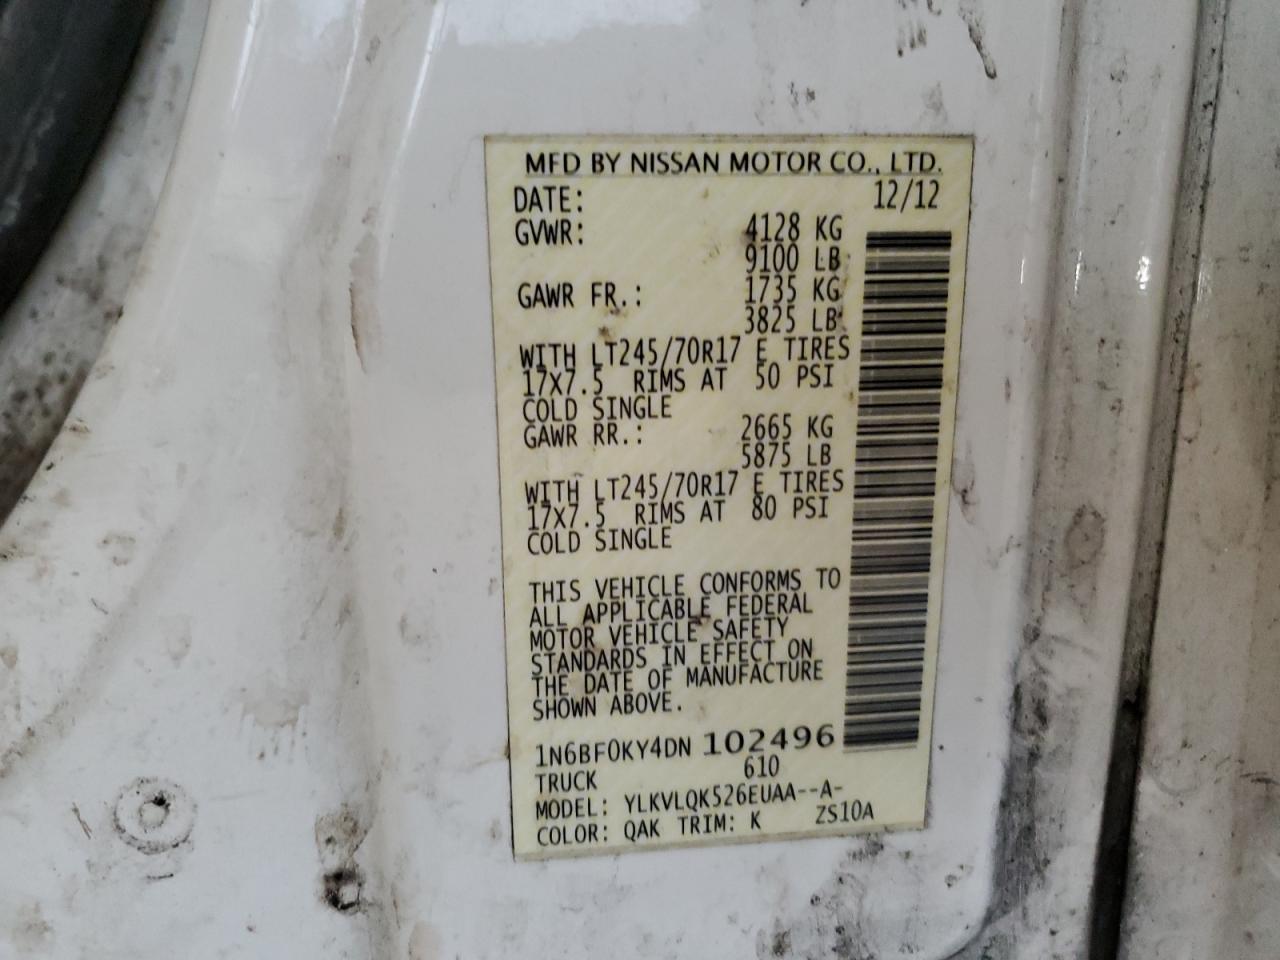 MFD BY NISSAN MOTOR CO., LTD.
DATE: 12/12
GVWR: 4128 KG
9100 LB
GAWR FR.: 1735 KG
3825 LB
WITH LT245/70R17 E TIRES
17X7.5 RIMS AT 50 PSI
COLD SINGLE
GAWR RR.: 2665 KG
5875 LB
WITH LT245/70R17 E TIRES
17X7.5 RIMS AT 80 PSI
COLD SINGLE
THIS VEHICLE CONFORMS TO
ALL APPLICABLE FEDERAL
MOTOR VEHICLE SAFETY
STANDARDS IN EFFECT ON
THE DATE OF MANUFACTURE
SHOWN ABOVE.
1N6BF0KY4DN 102496
TRUCK 610
MODEL: YLKVLQK526EUAA--A-
COLOR: QAK TRIM: K ZS10A